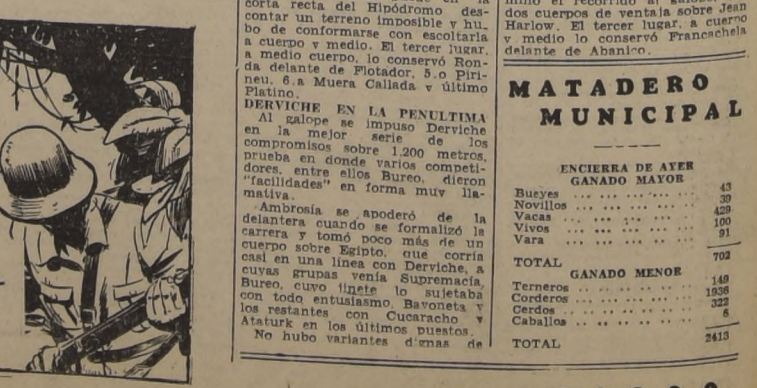 corta recta del Hipódromo des-
contar un terreno imposible y hu-
bo de conformarse con escoltarla
a cuerpo y medio. El tercer lugar,
a medio cuerpo, lo conservó Ron-
da delante de Flotador, 5.o Piri-
neu, 6.a Muera Callada y último
Platino.
DERVICHE EN LA PENULTIMA
Al galope se impuso Derviche
en la mejor serie de los
compromisos sobre 1.200 metros,
prueba en donde varios competi-
dores, entre ellos Bureo, dieron
"facilidades" en forma muy lla-
mativa.
Ambrosía se apoderó de la
delantera cuando se formalizó la
carrera y tomó poco más de un
cuerpo sobre Egipto, que corría
casi en una línea con Derviche, a
cuyas grupas venía Supremacía,
Bureo, cuyo jinete lo sujetaba
con todo entusiasmo, Bayoneta y
los restantes con Cucaracho y
Ataturk en los últimos puestos.
No hubo variantes dignas de
dos cuerpos de ventaja sobre Jean
Harlow. El tercer lugar, a cuerpo
y medio lo conservó Francachela
delante de Abanico.
MATADERO
MUNICIPAL
ENCIERRA DE AYER
GANADO MAYOR
Bueyes ... ... ... ... ... 43
Novillos ... ... ... ... ... 39
Vacas ... ... ... ... ... 429
Vivos ... ... ... ... ... 100
Vara ... ... ... ... ... 91
TOTAL 702
GANADO MENOR
Terneros ... ... ... ... 149
Corderos ... ... ... ... 1936
Cerdos ... ... ... ... 322
Caballos ... ... ... ... 6
TOTAL 2413